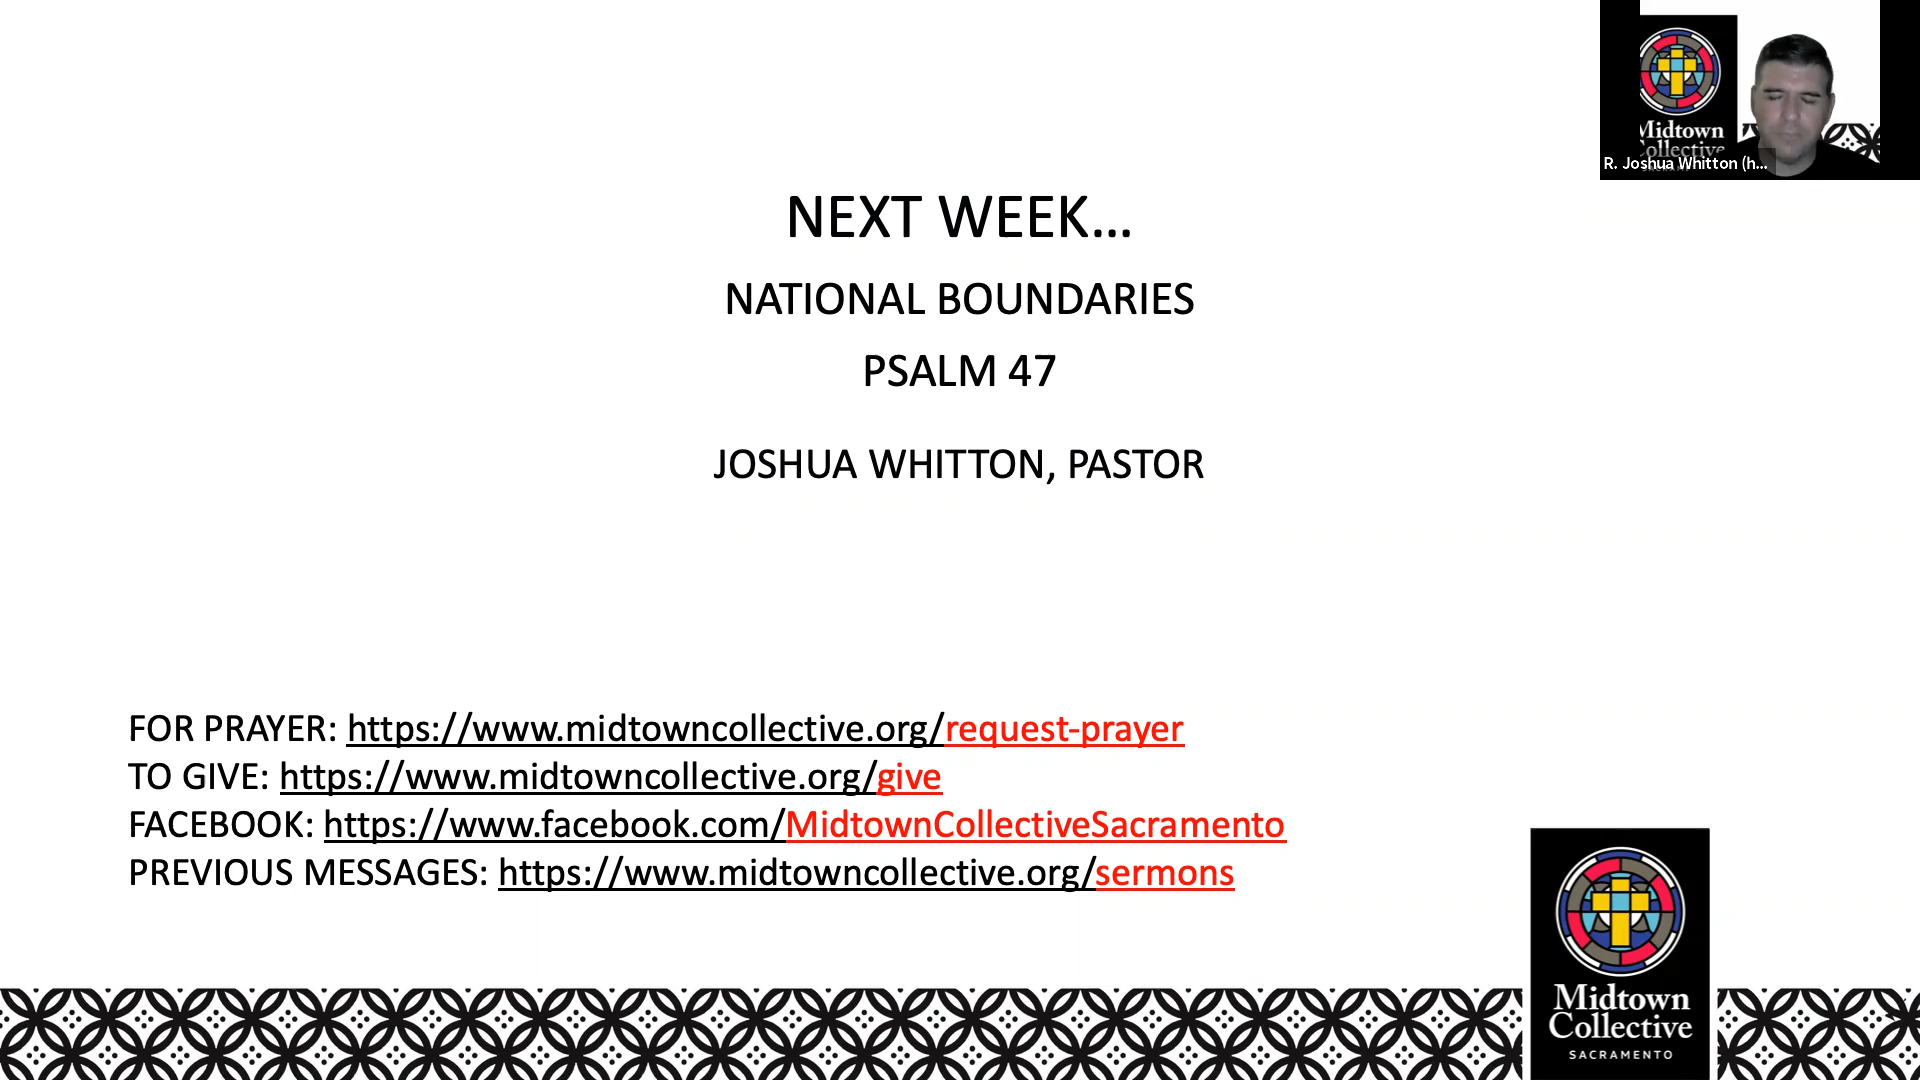 Midtown
Collective
R. Joshua Whitton (h...
NEXT WEEK...
NATIONAL BOUNDARIES
PSALM 47
JOSHUA WHITTON, PASTOR
FOR PRAYER: https://www.midtowncollective.org/request-prayer
TO GIVE: https://www.midtowncollective.org/give
FACEBOOK: https://www.facebook.com/MidtownCollectiveSacramento
PREVIOUS MESSAGES: https://www.midtowncollective.org/sermons
Midtown
Collective
SACRAMENTO